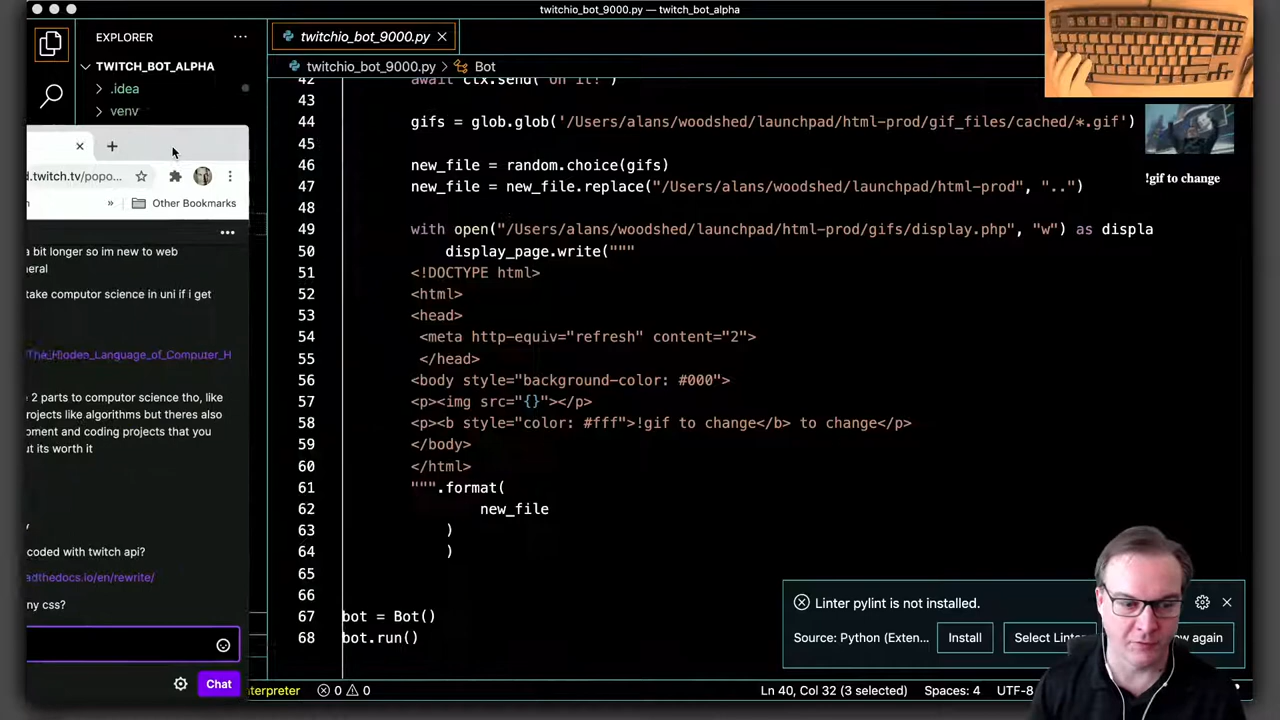 twitchio_bot_9000.py — twitch_bot_alpha
EXPLORER
twitchio_bot_9000.py
TWITCH_BOT_ALPHA
twitchio_bot_9000.py > Bot
.idea
venv
42
43
44 gifs = glob.glob('/Users/alans/woodshed/launchpad/html-prod/gif_files/cached/*.gif')
45
46 new_file = random.choice(gifs)
47 new_file = new_file.replace("/Users/alans/woodshed/launchpad/html-prod", "..")
48
49 with open("/Users/alans/woodshed/launchpad/html-prod/gifs/display.php", "w") as displa
50 display_page.write("""
51 <!DOCTYPE html>
52 <html>
53 <head>
54 <meta http-equiv="refresh" content="2">
55 </head>
56 <body style="background-color: #000">
57 <p><img src="{}"></p>
58 <p><b style="color: #fff">!gif to change</b> to change</p>
59 </body>
60 </html>
61 """.format(
62 new_file
63 )
64 )
65
66
67 bot = Bot()
68 bot.run()
!gif to change
d.twitch.tv/popo...
Other Bookmarks
a bit longer so im new to web
eral
take computor science in uni if i get
Language_of_Computer_H
2 parts to computor science tho, like
rojects like algorithms but theres also
oment and coding projects that you
ut its worth it
coded with twitch api?
adthedocs.io/en/rewrite/
ny css?
Chat
Linter pylint is not installed.
Source: Python (Exten...
Install
Select Lint
w again
nterpreter
0
0
Ln 40, Col 32 (3 selected)
Spaces: 4
UTF-8